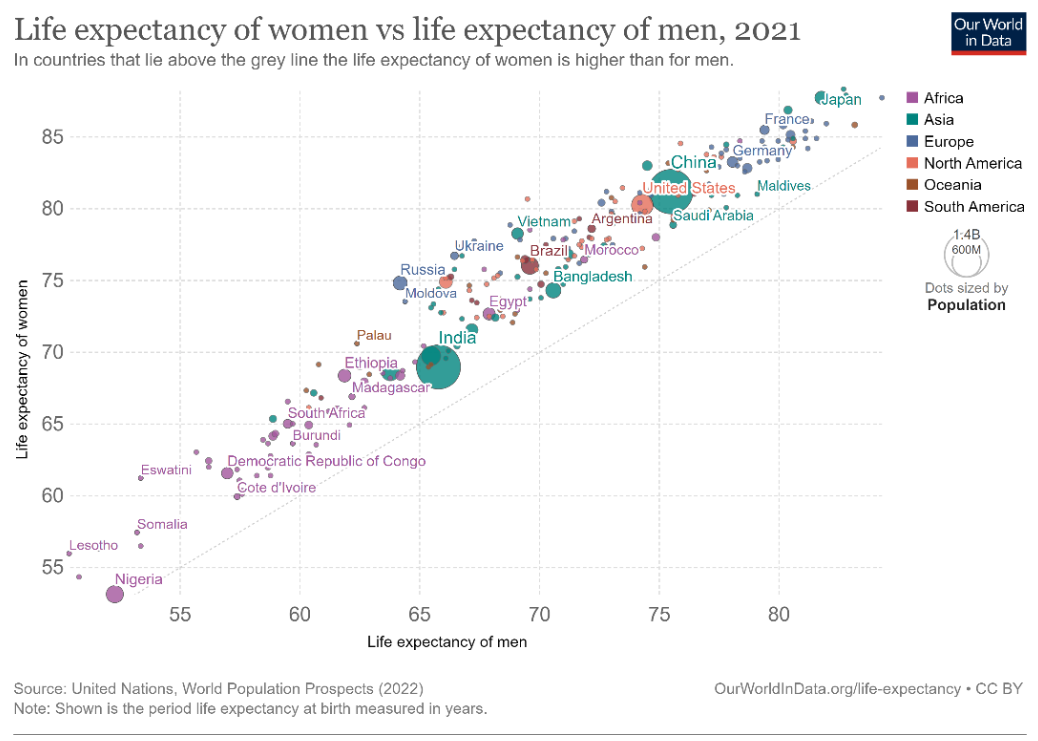 Life expectancy of women vs life expectancy of men, 2021
In countries that lie above the grey line the life expectancy of women is higher than for men.
Our World
in Data
Africa
Asia
Europe
North America
Oceania
South America
1:4B
600M
Dots sized by
Population
Life expectancy of women
85
80
75
70
65
60
55
Japan
France
Germany
China
United States
Maldives
Saudi Arabia
Argentina
Vietnam
Morocco
Brazil
Ukraine
Bangladesh
Russia
Moldova
Egypt
India
Palau
Ethiopia
Madagascar
South Africa
Burundi
Democratic Republic of Congo
Eswatini
Cote d'Ivoire
Somalia
Lesotho
Nigeria
55
60
65
70
75
80
Life expectancy of men
Source: United Nations, World Population Prospects (2022)
OurWorldInData.org/life-expectancy • CC BY
Note: Shown is the period life expectancy at birth measured in years.